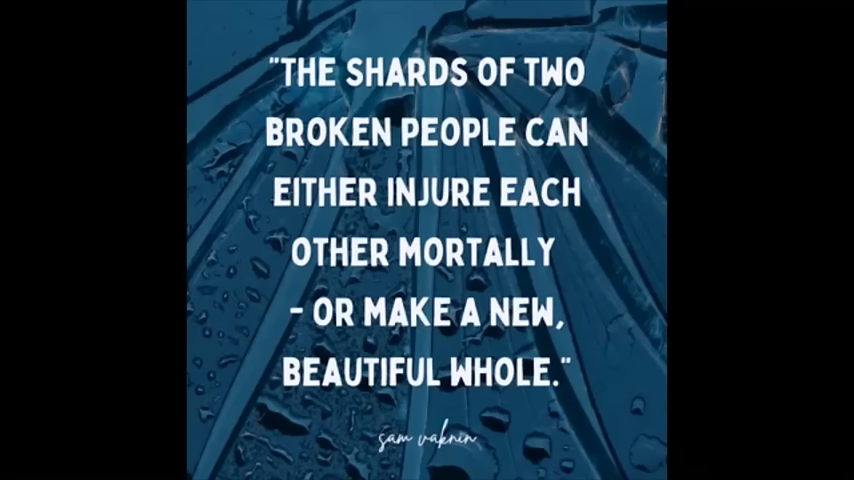 "THE SHARDS OF TWO
BROKEN PEOPLE CAN
EITHER INJURE EACH
OTHER MORTALLY
- OR MAKE A NEW,
BEAUTIFUL WHOLE."
sam vaknin